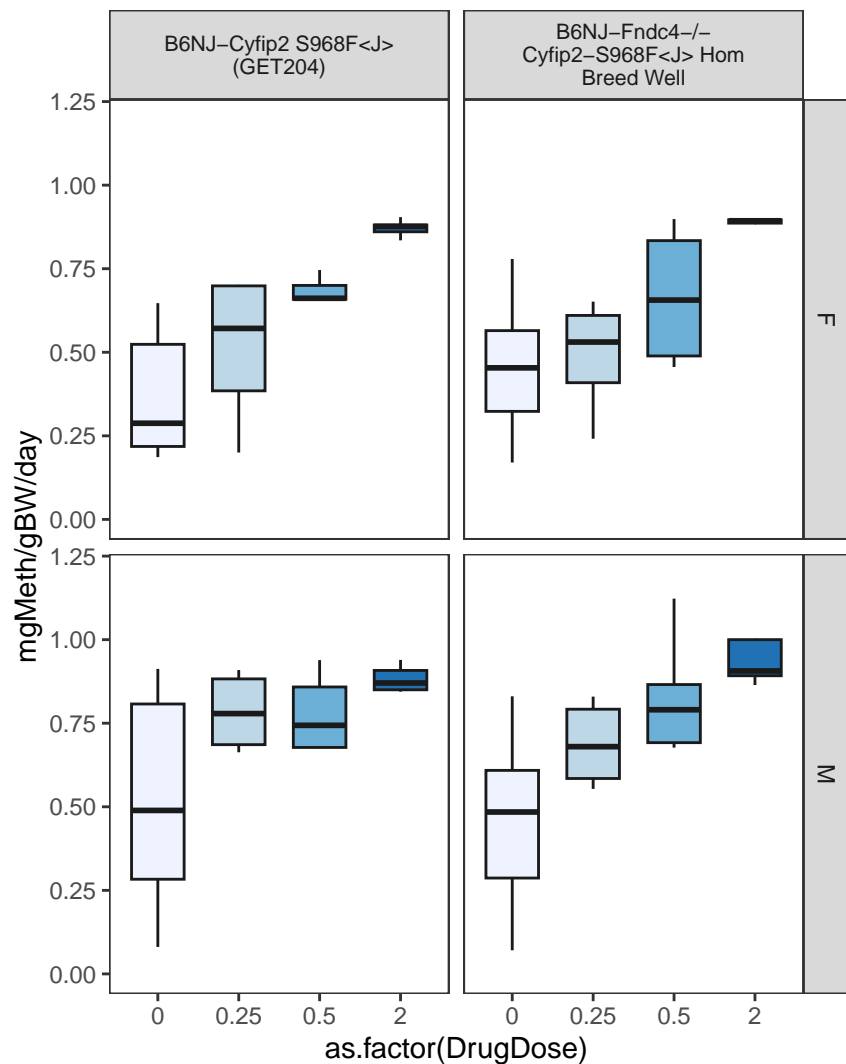 B6NJ−Cyfip2 S968F<J>
(GET204)
B6NJ−Fndc4−/−
Cyfip2−S968F<J> Hom
Breed Well
1.25
1.00
0.75
0.50
0.25
0.00
F
1.25
1.00
0.75
0.50
0.25
0.00
M
mgMeth/gBW/day
0 0.25 0.5 2
0 0.25 0.5 2
as.factor(DrugDose)